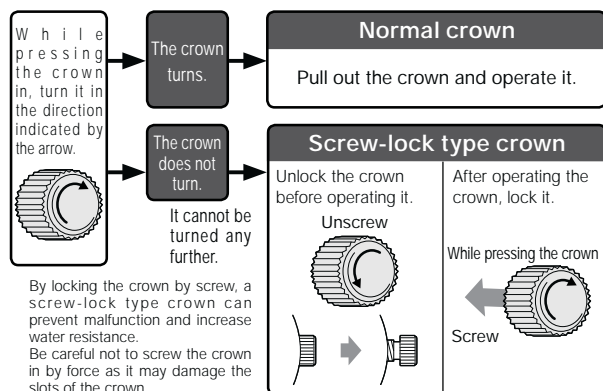 While
pressing
the crown
in, turn it in
the direction
indicated by
the arrow.
The crown
turns.
Normal crown
Pull out the crown and operate it.
The crown
does not
turn.
It cannot be
turned any
further.
Screw-lock type crown
Unlock the crown
before operating it.
Unscrew
After operating the
crown, lock it.
While pressing the crown
Screw
By locking the crown by screw, a
screw-lock type crown can
prevent malfunction and increase
water resistance.
Be careful not to screw the crown
in by force as it may damage the
slots of the crown.